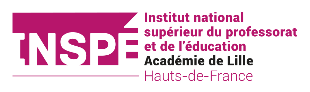 INSPÉ
Institut national
supérieur du professorat
et de l'éducation
Académie de Lille
Hauts-de-France